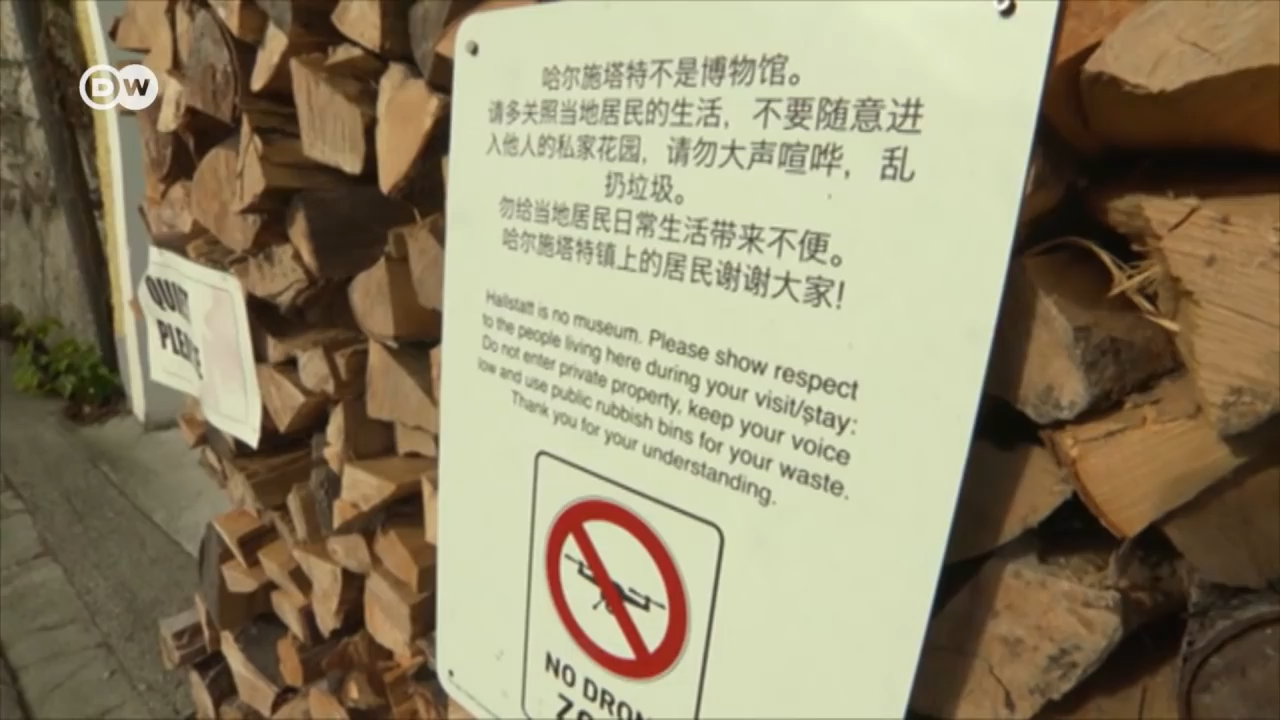 DW
哈尔施塔特不是博物馆。
请多关照当地居民的生活，不要随意进
入他人的私家花园，请勿大声喧哗，乱
扔垃圾。
勿给当地居民日常生活带来不便。
哈尔施塔特镇上的居民谢谢大家!
Hallstatt is no museum. Please show respect
to the people living here during your visit/stay:
Do not enter private property, keep your voice
low and use public rubbish bins for your waste.
Thank you for your understanding.
NO DRON
QUIET
PLEASE